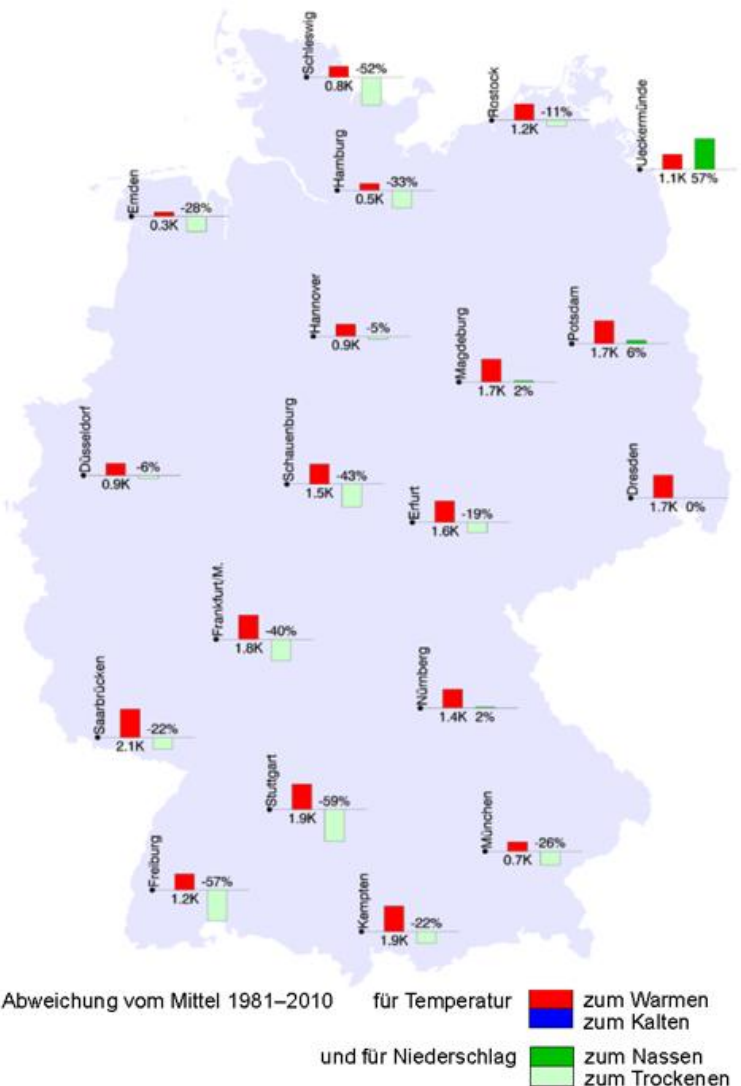 Schleswig
-52%
0.8K
Rostock
-11%
1.2K
Ueckermünde
1.1K 57%
Hamburg
-33%
0.5K
Emden
-28%
0.3K
Hannover
-5%
0.9K
Potsdam
1.7K 6%
Magdeburg
1.7K 2%
Düsseldorf
-6%
0.9K
Schauenburg
-43%
1.5K
Dresden
1.7K 0%
Erfurt
-19%
1.6K
Frankfurt/M.
-40%
1.8K
Nürnberg
1.4K 2%
Saarbrücken
-22%
2.1K
Stuttgart
-59%
1.9K
München
-26%
0.7K
Freiburg
-57%
1.2K
Kempten
-22%
1.9K
Abweichung vom Mittel 1981–2010 für Temperatur zum Warmen
zum Kalten
und für Niederschlag zum Nassen
zum Trockenen